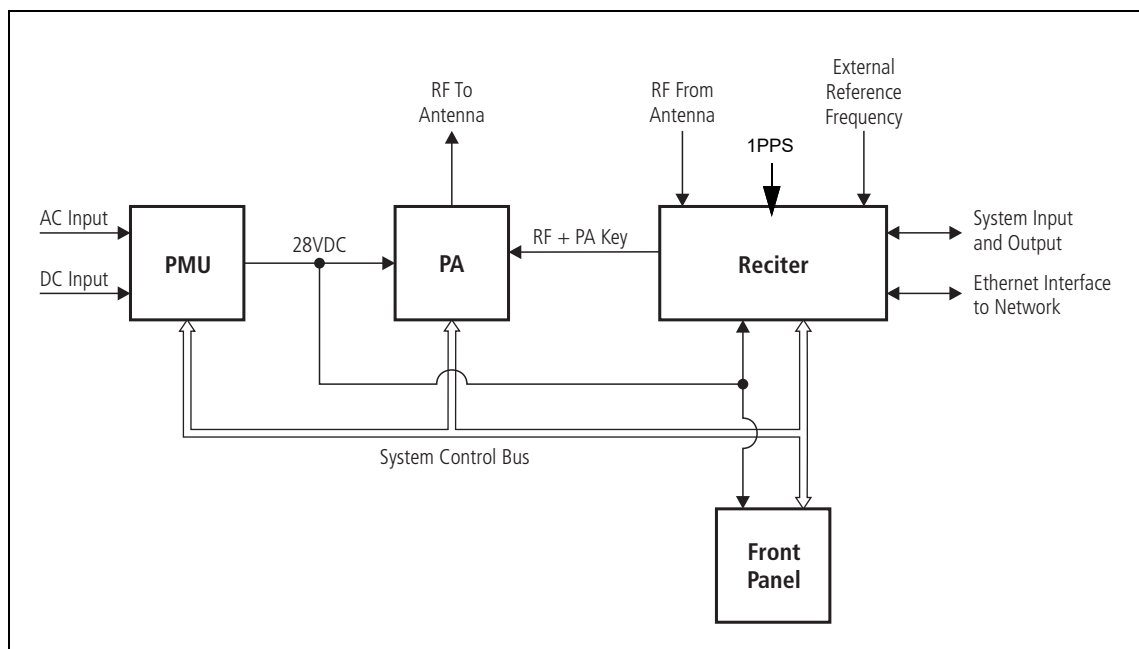 RF To
Antenna
RF From
Antenna
External
Reference
Frequency
1PPS
AC Input
DC Input
PMU
28VDC
PA
RF + PA Key
Reciter
System Input
and Output
Ethernet Interface
to Network
System Control Bus
Front
Panel